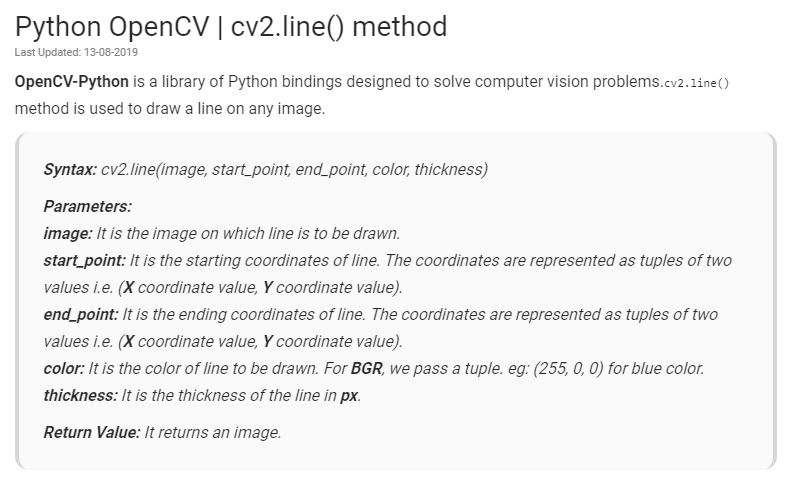 Python OpenCV | cv2.line() method
Last Updated: 13-08-2019
OpenCV-Python is a library of Python bindings designed to solve computer vision problems.cv2.line()
method is used to draw a line on any image.
Syntax: cv2.line(image, start_point, end_point, color, thickness)
Parameters:
image: It is the image on which line is to be drawn.
start_point: It is the starting coordinates of line. The coordinates are represented as tuples of two
values i.e. (X coordinate value, Y coordinate value).
end_point: It is the ending coordinates of line. The coordinates are represented as tuples of two
values i.e. (X coordinate value, Y coordinate value).
color: It is the color of line to be drawn. For BGR, we pass a tuple. eg: (255, 0, 0) for blue color.
thickness: It is the thickness of the line in px.
Return Value: It returns an image.